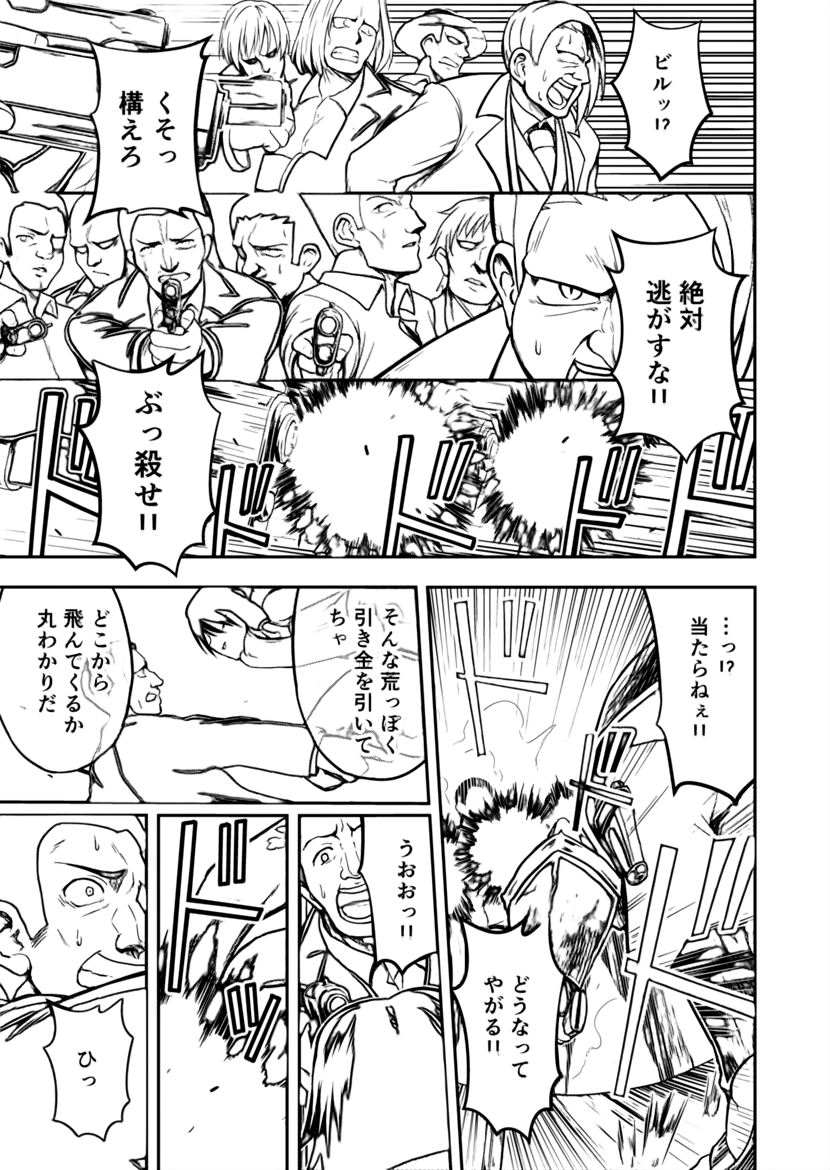 ビルッ!?
くそっ
構えろ
絶対
逃がすな!!
ぶっ殺せ!!
ドドドドド
…っ!?
当たらねぇ!!
ドドド
どうなって
やがる!!
そんな荒っぽく
引き金を引いて
ちゃ
どこから
飛んてくるか
丸わかりだ
うおおっ!!
ド
ひっ